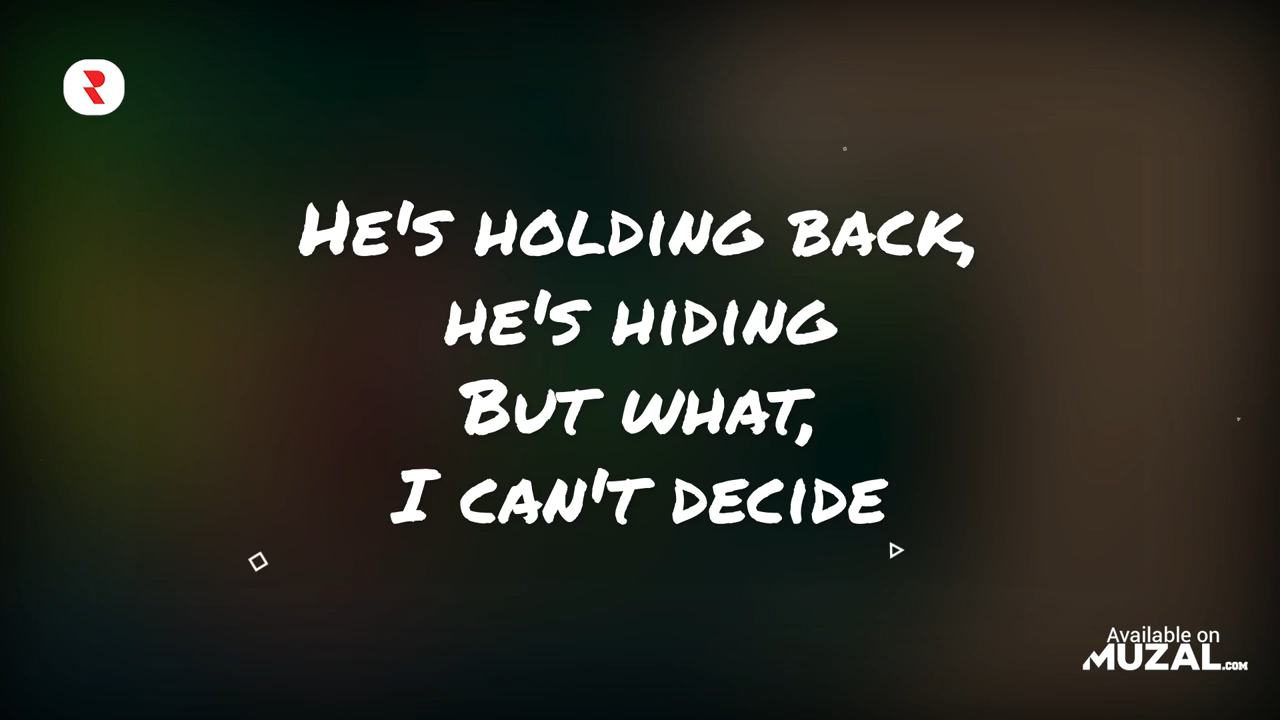 He's holding back,
he's hiding
But what,
I can't decide
Available on
MUZAL.COM